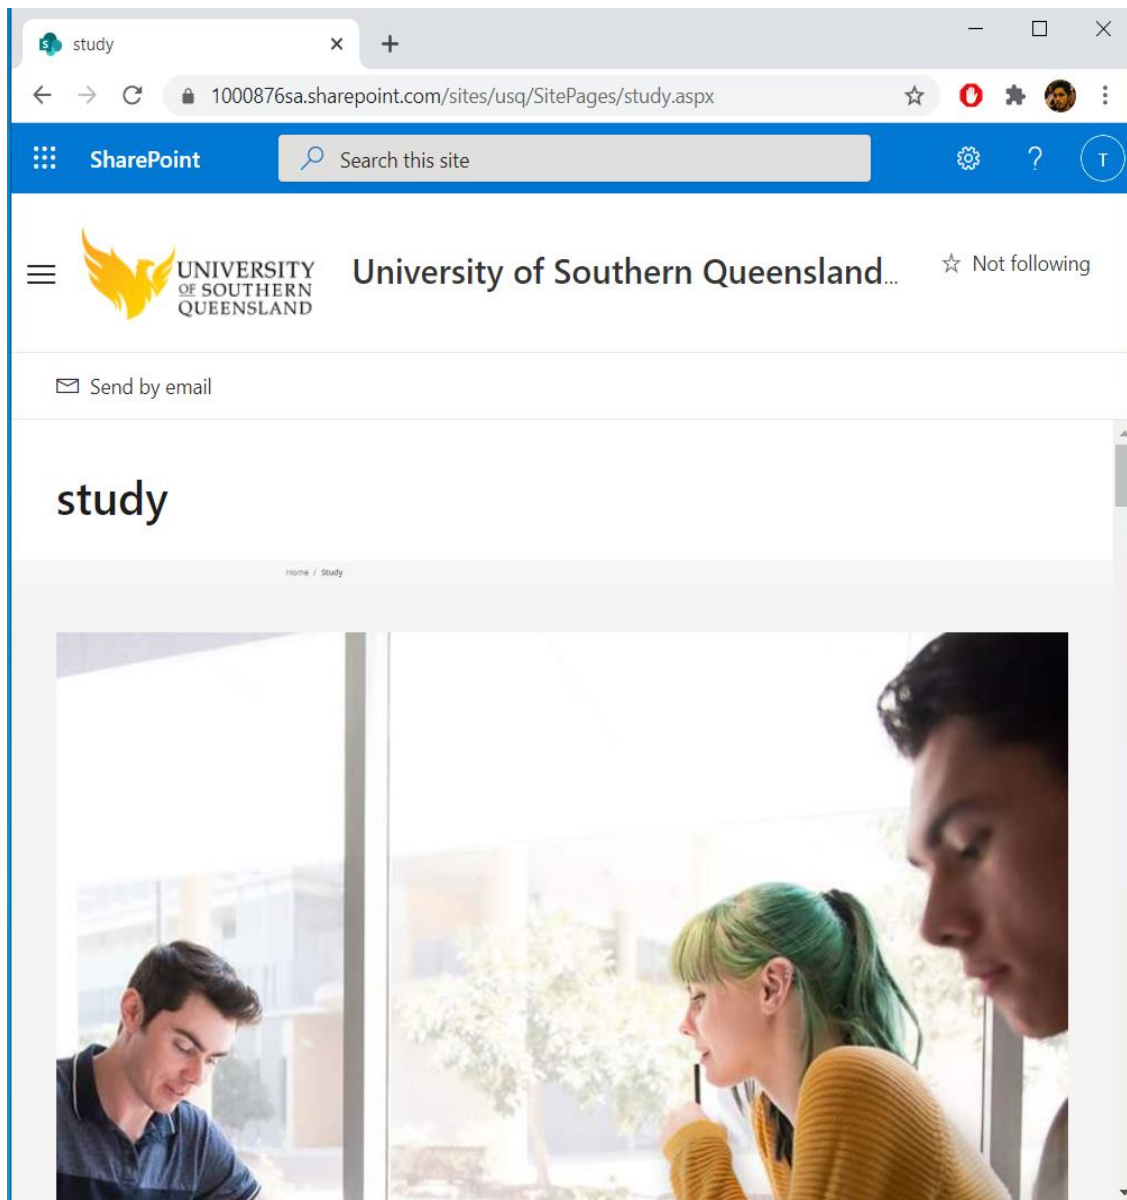 study
1000876sa.sharepoint.com/sites/usq/SitePages/study.aspx
SharePoint
Search this site
?
T
UNIVERSITY
OF SOUTHERN
QUEENSLAND
University of Southern Queensland...
Not following
Send by email
study
Home / Study